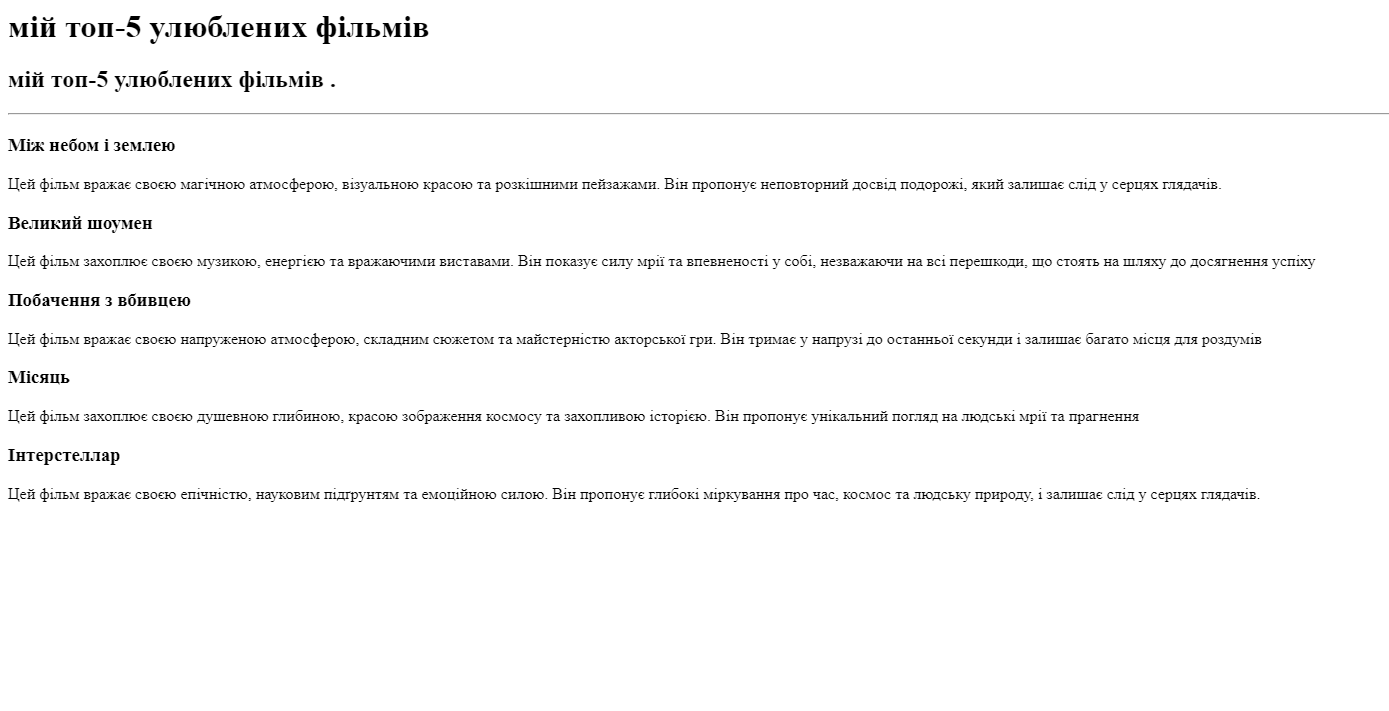 мій топ-5 улюблених фільмів
мій топ-5 улюблених фільмів .
Між небом і землею
Цей фільм вражає своєю магічною атмосферою, візуальною красою та розкішними пейзажами. Він пропонує неповторний досвід подорожі, який залишає слід у серцях глядачів.
Великий шоумен
Цей фільм захоплює своєю музикою, енергією та вражаючими виставами. Він показує силу мрії та впевненості у собі, незважаючи на всі перешкоди, що стоять на шляху до досягнення успіху
Побачення з вбивцею
Цей фільм вражає своєю напруженою атмосферою, складним сюжетом та майстерністю акторської гри. Він тримає у напрузі до останньої секунди і залишає багато місця для роздумів
Місяць
Цей фільм захоплює своєю душевною глибиною, красою зображення космосу та захопливою історією. Він пропонує унікальний погляд на людські мрії та прагнення
Інтерстеллар
Цей фільм вражає своєю епічністю, науковим підґрунтям та емоційною силою. Він пропонує глибокі міркування про час, космос та людську природу, і залишає слід у серцях глядачів.